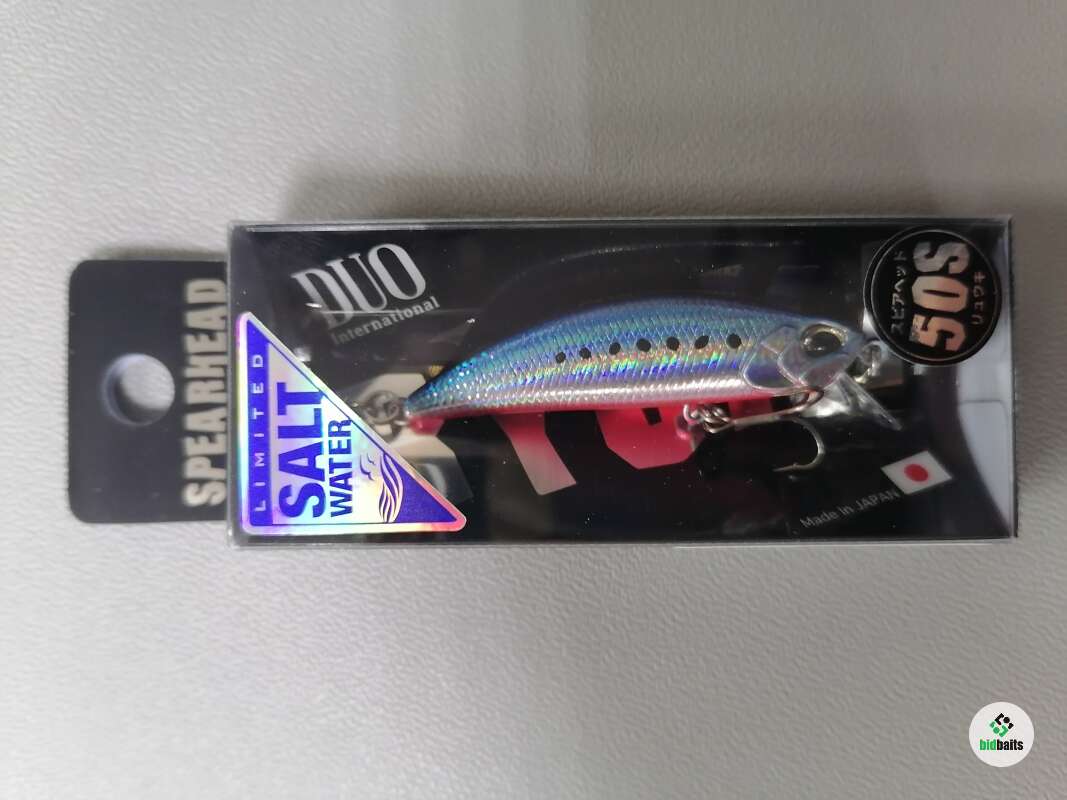 SPEARHEAD
DUO
International
LIMITED
SALT
WATER
スピアヘッド
50S
リュウキ
Made in JAPAN
bidbaits